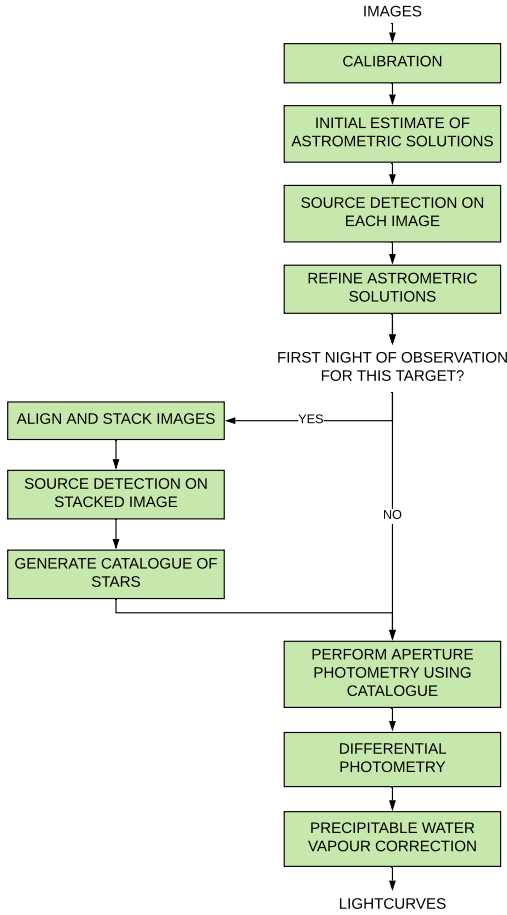 IMAGES
CALIBRATION
INITIAL ESTIMATE OF
ASTROMETRIC SOLUTIONS
SOURCE DETECTION ON
EACH IMAGE
REFINE ASTROMETRIC
SOLUTIONS
FIRST NIGHT OF OBSERVATION
FOR THIS TARGET?
YES
ALIGN AND STACK IMAGES
SOURCE DETECTION ON
STACKED IMAGE
GENERATE CATALOGUE OF
STARS
NO
PERFORM APERTURE
PHOTOMETRY USING
CATALOGUE
DIFFERENTIAL
PHOTOMETRY
PRECIPITABLE WATER
VAPOUR CORRECTION
LIGHTCURVES